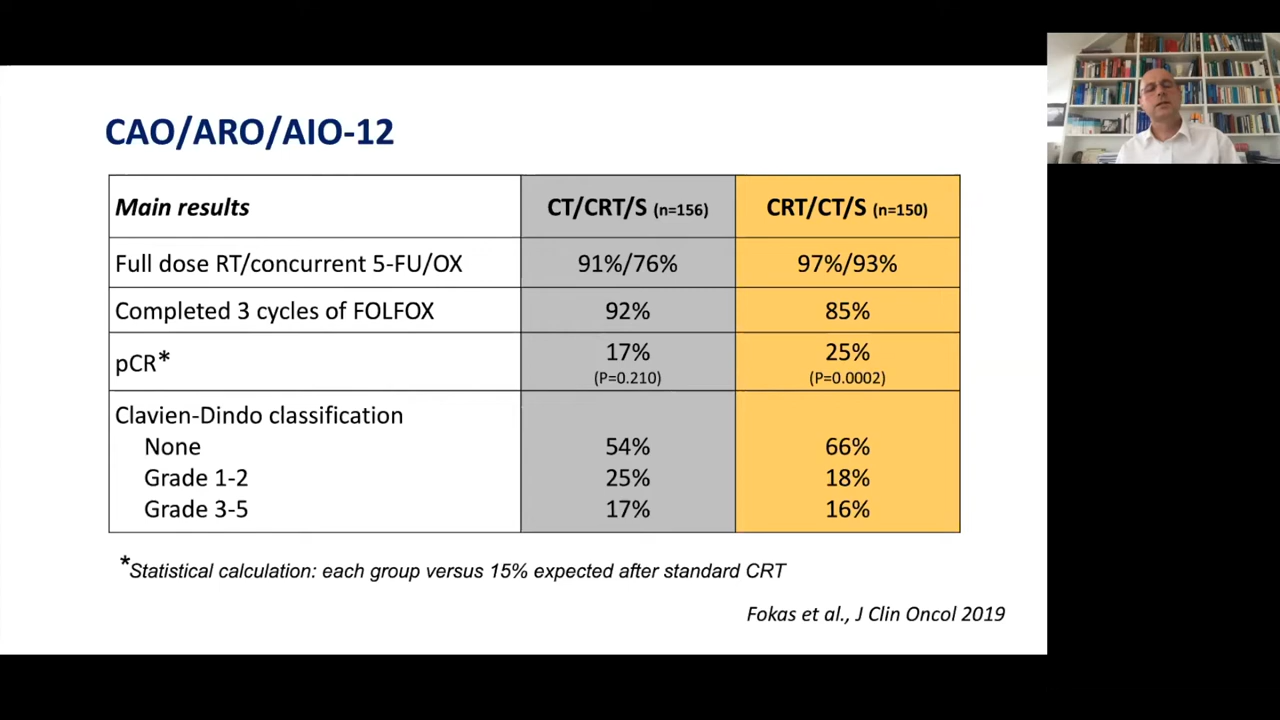 CAO/ARO/AIO-12
Main results CT/CRT/S (n=156) CRT/CT/S (n=150)
Full dose RT/concurrent 5-FU/OX 91%/76% 97%/93%
Completed 3 cycles of FOLFOX 92% 85%
pCR* 17% 25%
(P=0.210) (P=0.0002)
Clavien-Dindo classification
None 54% 66%
Grade 1-2 25% 18%
Grade 3-5 17% 16%
*Statistical calculation: each group versus 15% expected after standard CRT
Fokas et al., J Clin Oncol 2019